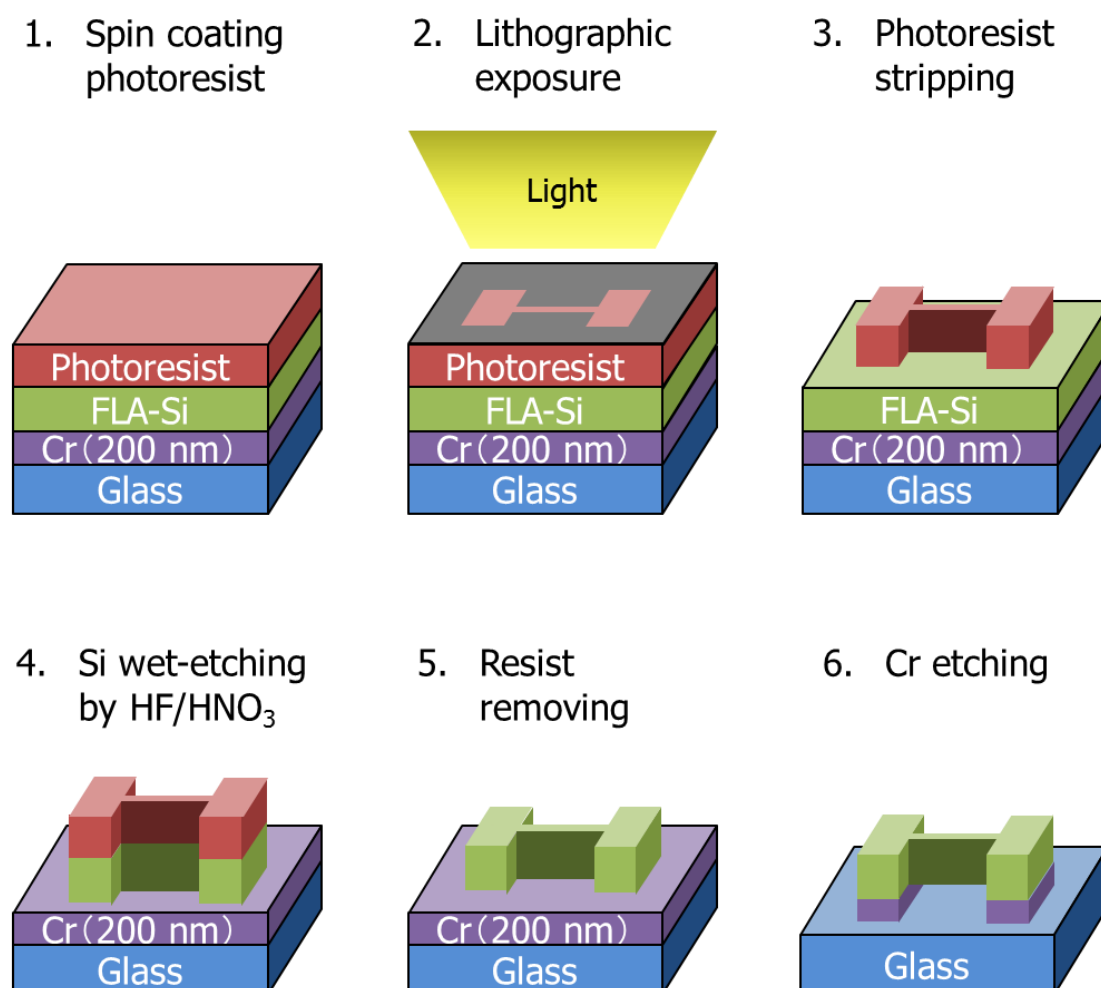 1. Spin coating
photoresist
2. Lithographic
exposure
3. Photoresist
stripping
Light
Photoresist
FLA-Si
Cr(200 nm)
Glass
Photoresist
FLA-Si
Cr(200 nm)
Glass
FLA-Si
Cr(200 nm)
Glass
4. Si wet-etching
by HF/HNO₃
5. Resist
removing
6. Cr etching
Cr(200 nm)
Glass
Cr(200 nm)
Glass
Glass